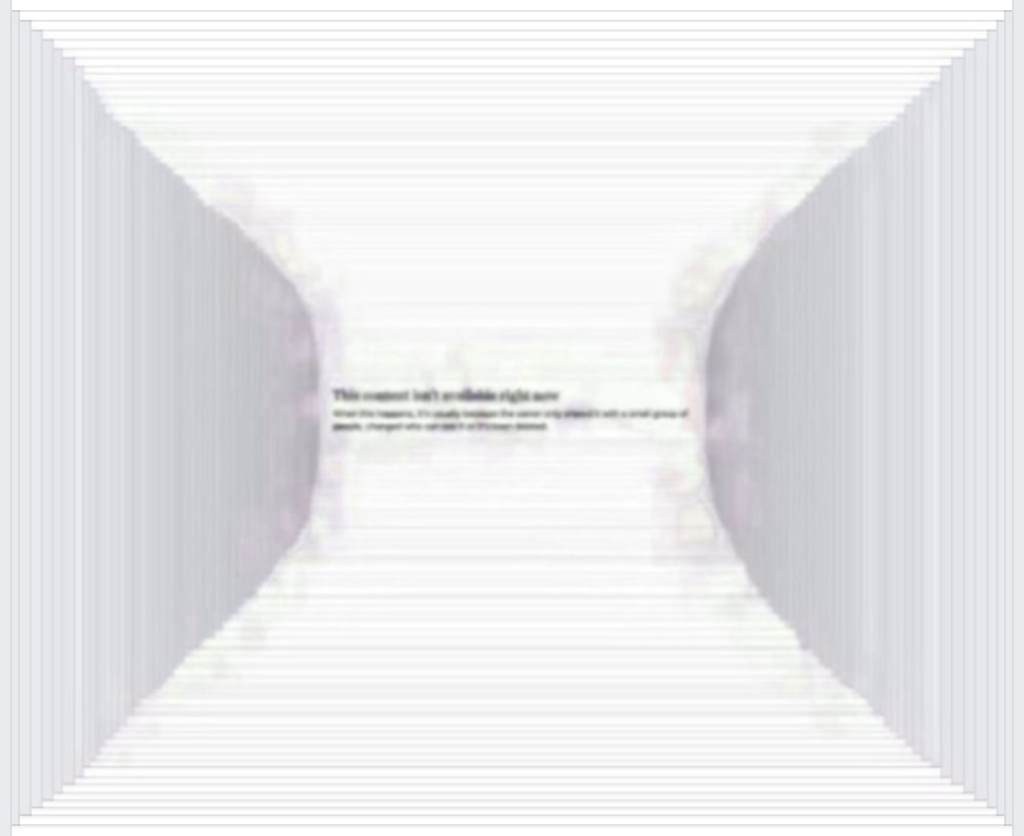 This content isn't available right now
When this happens, it's usually because the owner only shared it with a small group of
people, changed who can see it or it's been deleted.